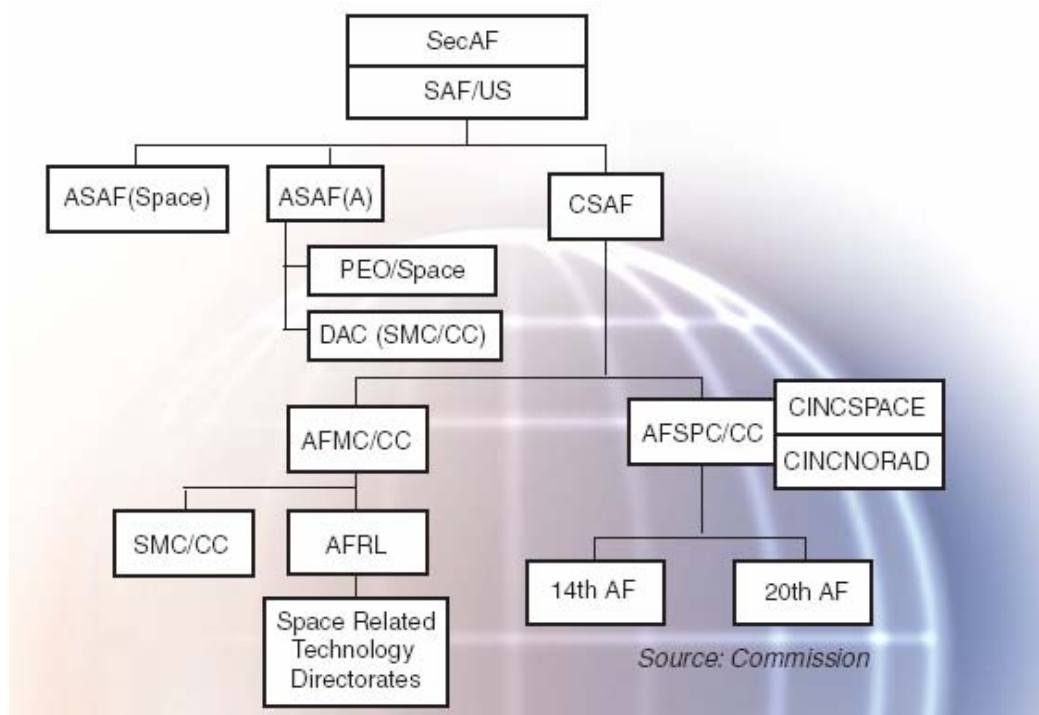 SecAF
SAF/US
ASAF(Space)
ASAF(A)
CSAF
PEO/Space
DAC (SMC/CC)
AFMC/CC
AFSPC/CC
CINCSPACE
CINCNORAD
SMC/CC
AFRL
14th AF
20th AF
Space Related
Technology
Directorates
Source: Commission